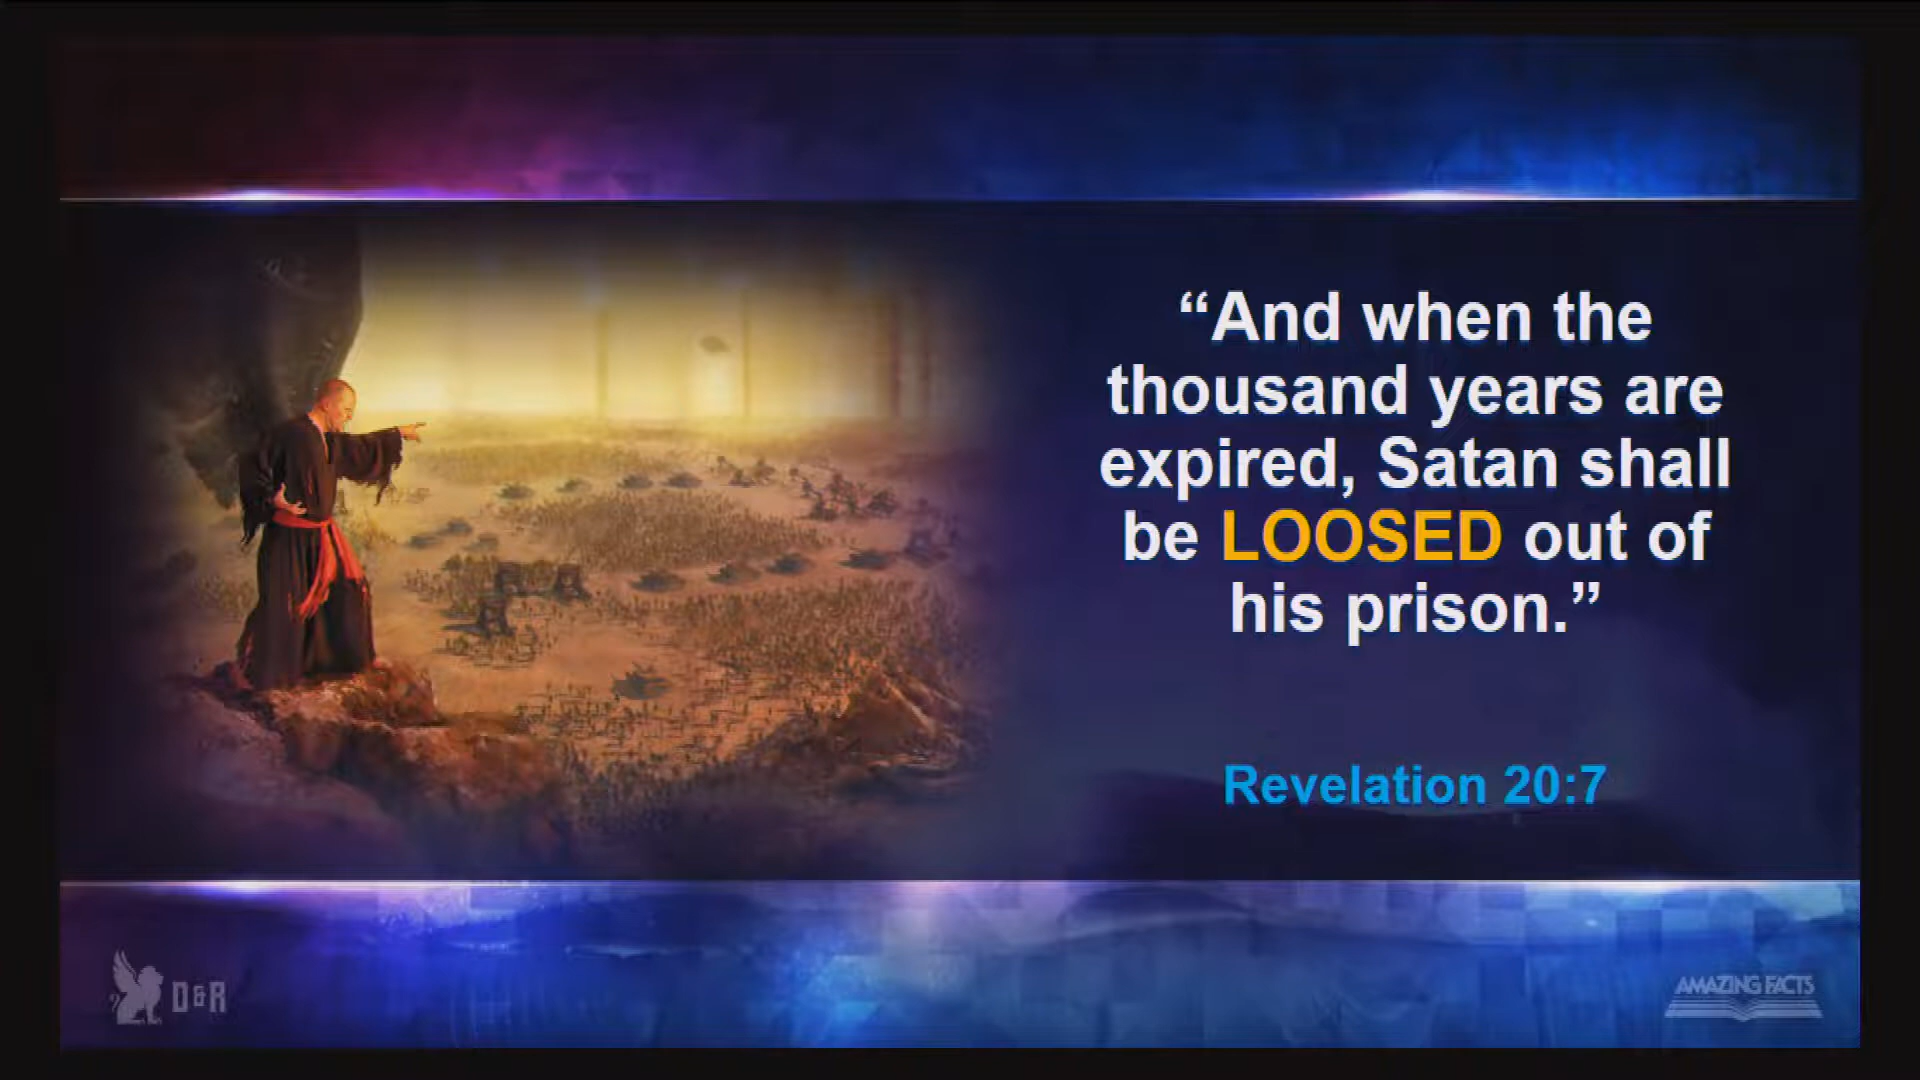 “And when the
thousand years are
expired, Satan shall
be LOOSED out of
his prison.”
Revelation 20:7
D&R
AMAZING FACTS